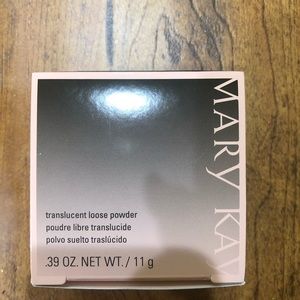 MARY KAY
translucent loose powder
poudre libre translucide
polvo suelto traslúcido
.39 OZ. NET WT. / 11 g